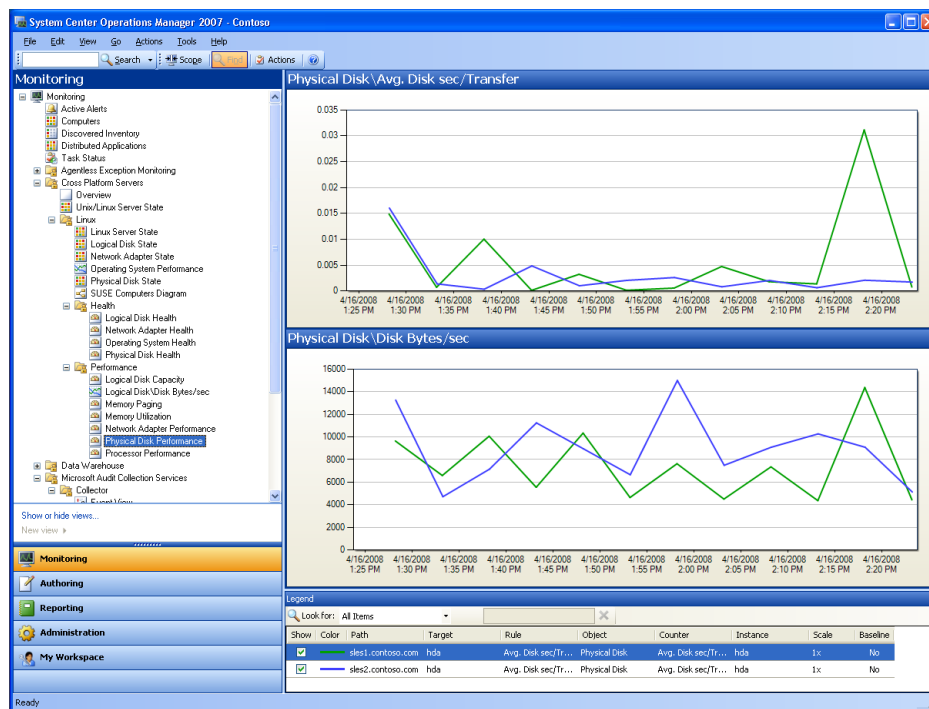 System Center Operations Manager 2007 - Contoso
File Edit View Go Actions Tools Help
Search Scope Find Actions
Monitoring
Monitoring
Active Alerts
Computers
Discovered Inventory
Distributed Applications
Task Status
Agentless Exception Monitoring
Cross Platform Servers
Overview
Unix/Linux Server State
Linux
Linux Server State
Logical Disk State
Network Adapter State
Operating System Performance
Physical Disk State
SUSE Computers Diagram
Health
Logical Disk Health
Network Adapter Health
Operating System Health
Physical Disk Health
Performance
Logical Disk Capacity
Logical Disk\Disk Bytes/sec
Memory Paging
Memory Utilization
Network Adapter Performance
Physical Disk Performance
Processor Performance
Data Warehouse
Microsoft Audit Collection Services
Collector
Event View
Show or hide views...
New view
Monitoring
Authoring
Reporting
Administration
My Workspace
Physical Disk\Avg. Disk sec/Transfer
0.035
0.03
0.025
0.02
0.015
0.01
0.005
0
4/16/2008 4/16/2008 4/16/2008 4/16/2008 4/16/2008 4/16/2008 4/16/2008 4/16/2008 4/16/2008 4/16/2008 4/16/2008 4/16/2008
1:25 PM 1:30 PM 1:35 PM 1:40 PM 1:45 PM 1:50 PM 1:55 PM 2:00 PM 2:05 PM 2:10 PM 2:15 PM 2:20 PM
Physical Disk\Disk Bytes/sec
16000
14000
12000
10000
8000
6000
4000
2000
0
4/16/2008 4/16/2008 4/16/2008 4/16/2008 4/16/2008 4/16/2008 4/16/2008 4/16/2008 4/16/2008 4/16/2008 4/16/2008 4/16/2008
1:25 PM 1:30 PM 1:35 PM 1:40 PM 1:45 PM 1:50 PM 1:55 PM 2:00 PM 2:05 PM 2:10 PM 2:15 PM 2:20 PM
Legend
Look for: All Items
Show Color Path Target Rule Object Counter Instance Scale Baseline
sles1.contoso.com hda Avg. Disk sec/Tr... Physical Disk Avg. Disk sec/Tr... hda 1x No
sles2.contoso.com hda Avg. Disk sec/Tr... Physical Disk Avg. Disk sec/Tr... hda 1x No
Ready